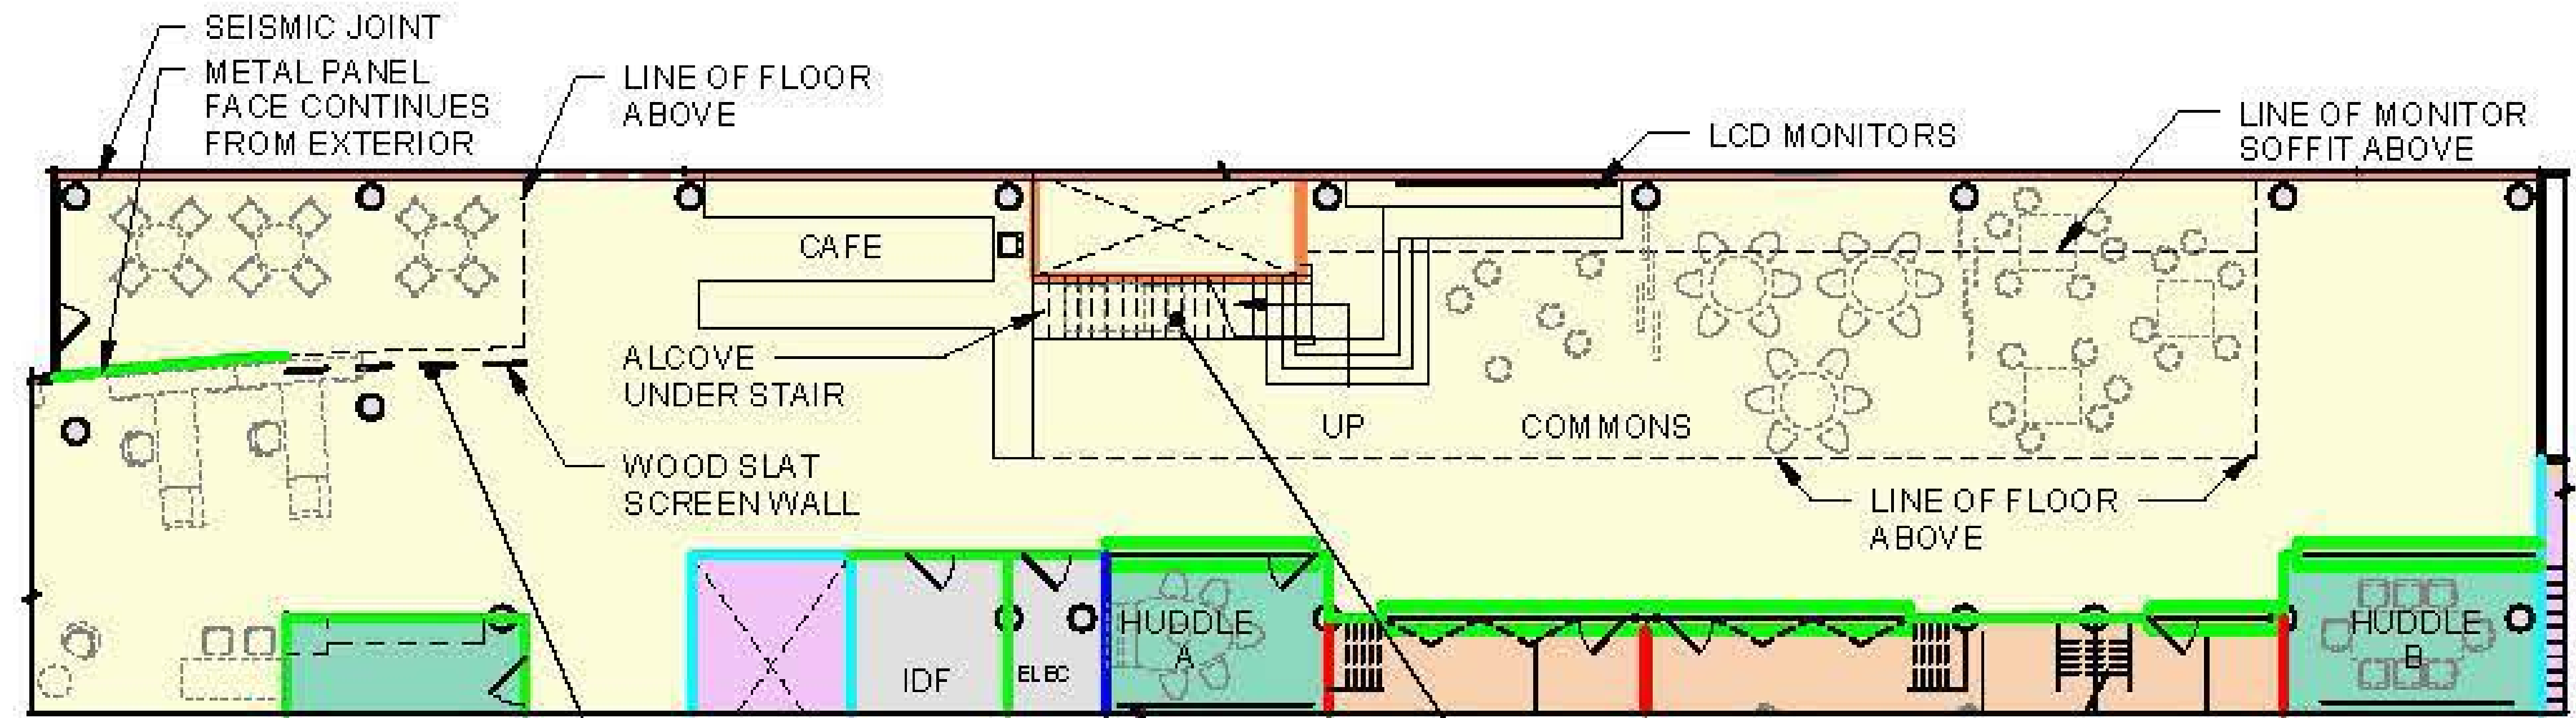 SEISMIC JOINT
METAL PANEL
FACE CONTINUES
FROM EXTERIOR
LINE OF FLOOR
ABOVE
LCD MONITORS
LINE OF MONITOR
SOFFIT ABOVE
CAFE
ALCOVE
UNDER STAIR
UP
COMMONS
WOOD SLAT
SCREEN WALL
LINE OF FLOOR
ABOVE
IDF
ELEC
HUDDLE
A
HUDDLE
B